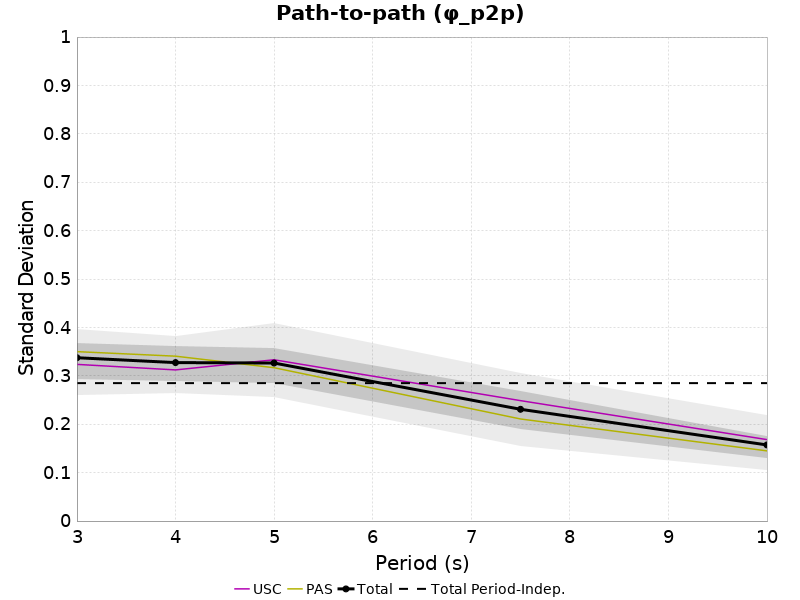 Path-to-path (φ_p2p)
1
0.9
0.8
0.7
0.6
0.5
0.4
0.3
0.2
0.1
0
Standard Deviation
3 4 5 6 7 8 9 10
Period (s)
USC PAS Total Total Period-Indep.